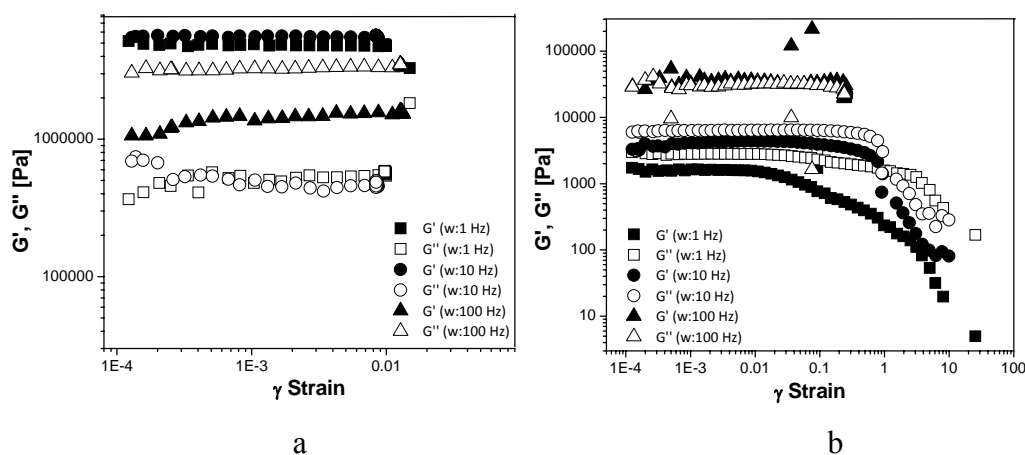 G', G" [Pa]
1000000
100000
1E-4
1E-3
0.01
γ Strain
G' (w:1 Hz)
G'' (w:1 Hz)
G' (w:10 Hz)
G'' (w:10 Hz)
G' (w:100 Hz)
G'' (w:100 Hz)
a
G', G" [Pa]
100000
10000
1000
100
10
1E-4
1E-3
0.01
0.1
1
10
100
γ Strain
G' (w:1 Hz)
G'' (w:1 Hz)
G' (w:10 Hz)
G'' (w:10 Hz)
G' (w:100 Hz)
G'' (w:100 Hz)
b